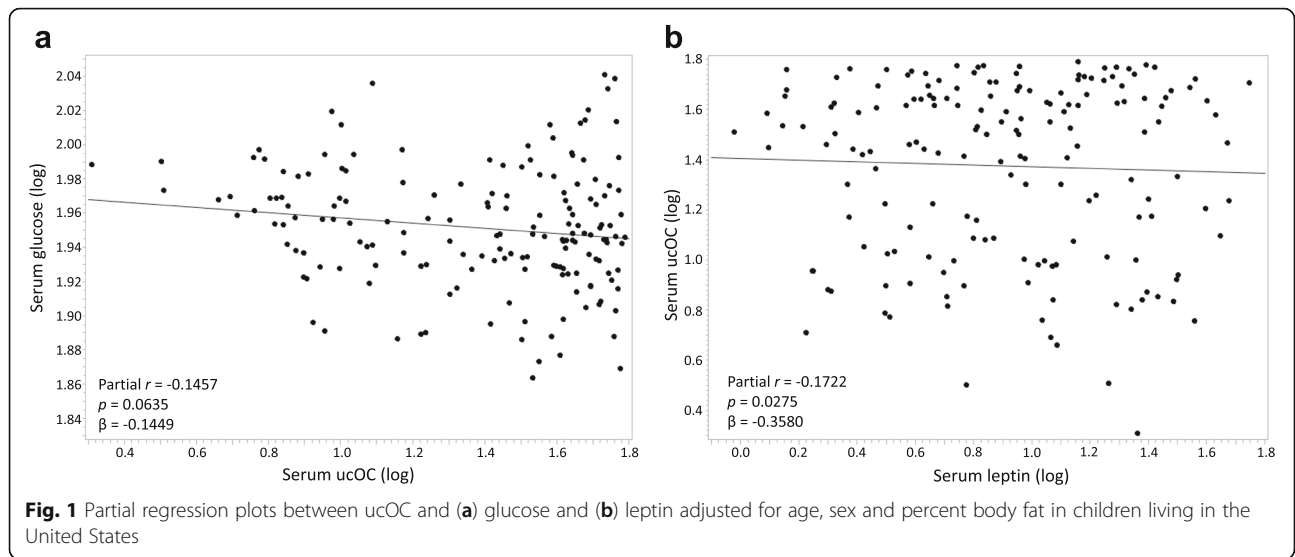 a
2.04
2.02
2.00
1.98
1.96
1.94
1.92
1.90
1.88
1.86
1.84
Serum glucose (log)
Partial r = -0.1457
p = 0.0635
β = -0.1449
0.4 0.6 0.8 1.0 1.2 1.4 1.6 1.8
Serum ucOC (log)
b
1.8
1.6
1.4
1.2
1.0
0.8
0.6
0.4
Serum ucOC (log)
Partial r = -0.1722
p = 0.0275
β = -0.3580
0.0 0.2 0.4 0.6 0.8 1.0 1.2 1.4 1.6 1.8
Serum leptin (log)
Fig. 1 Partial regression plots between ucOC and (a) glucose and (b) leptin adjusted for age, sex and percent body fat in children living in the
United States